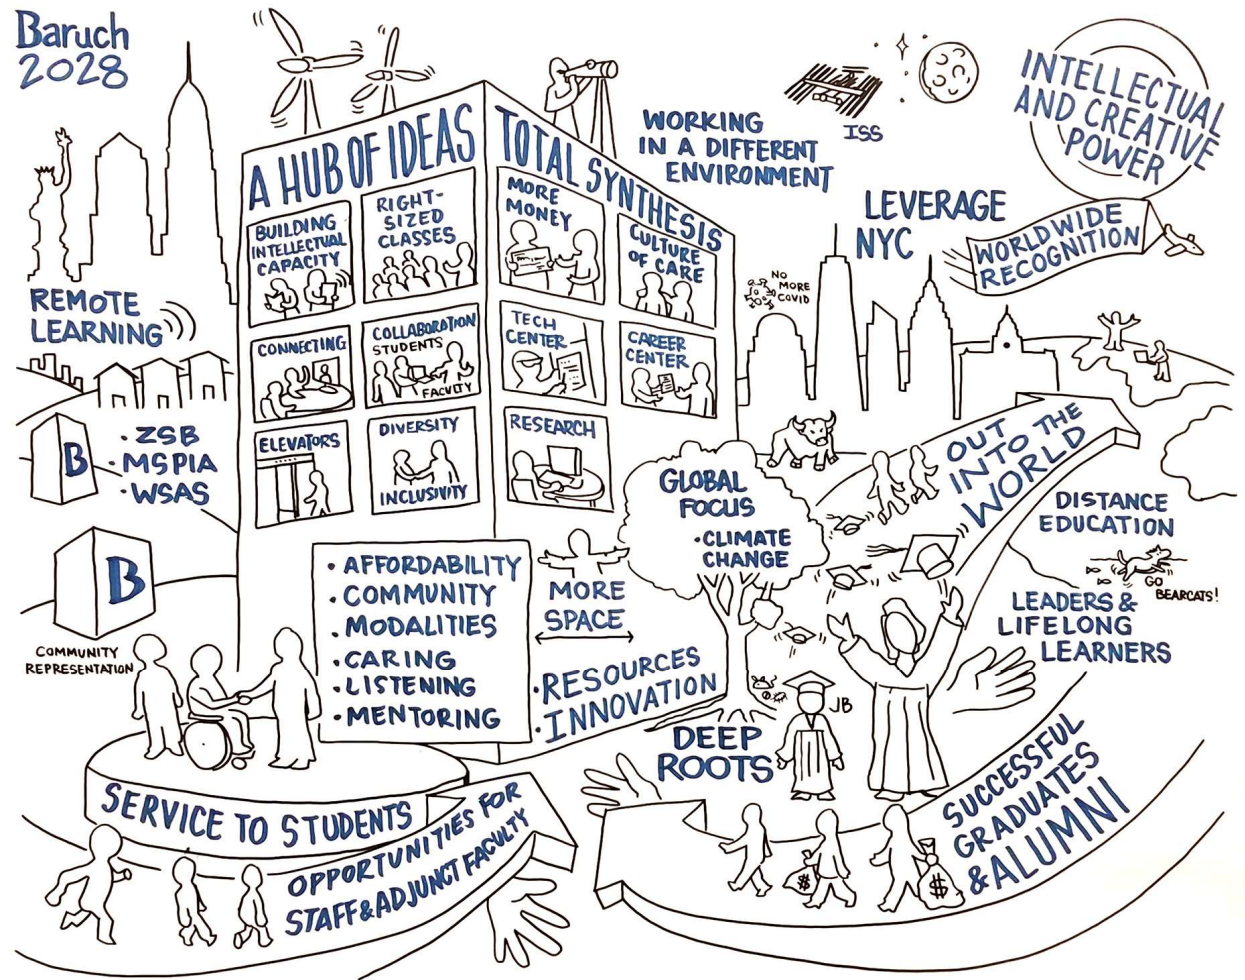 Baruch
2028
A HUB OF IDEAS
TOTAL SYNTHESIS
WORKING
IN A DIFFERENT
ENVIRONMENT
ISS
INTELLECTUAL
AND CREATIVE
POWER
LEVERAGE
NYC
WORLDWIDE
RECOGNITION
NO
MORE
COVID
REMOTE
LEARNING
BUILDING
INTELLECTUAL
CAPACITY
RIGHT-
SIZED
CLASSES
MORE
MONEY
CULTURE
OF CARE
CONNECTING
COLLABORATION
STUDENTS
FACULTY
TECH
CENTER
CAREER
CENTER
ELEVATORS
DIVERSITY
INCLUSIVITY
RESEARCH
B
• ZSB
• MSPIA
• WSAS
B
COMMUNITY
REPRESENTATION
• AFFORDABILITY
• COMMUNITY
• MODALITIES
• CARING
• LISTENING
• MENTORING
MORE
SPACE
• RESOURCES
• INNOVATION
GLOBAL
FOCUS
• CLIMATE
CHANGE
DEEP
ROOTS
JB
OUT
INTO THE
WORLD
DISTANCE
EDUCATION
GO
BEARCATS!
LEADERS &
LIFELONG
LEARNERS
SERVICE TO STUDENTS
OPPORTUNITIES FOR
STAFF & ADJUNCT FACULTY
$
$
SUCCESSFUL
GRADUATES
& ALUMNI